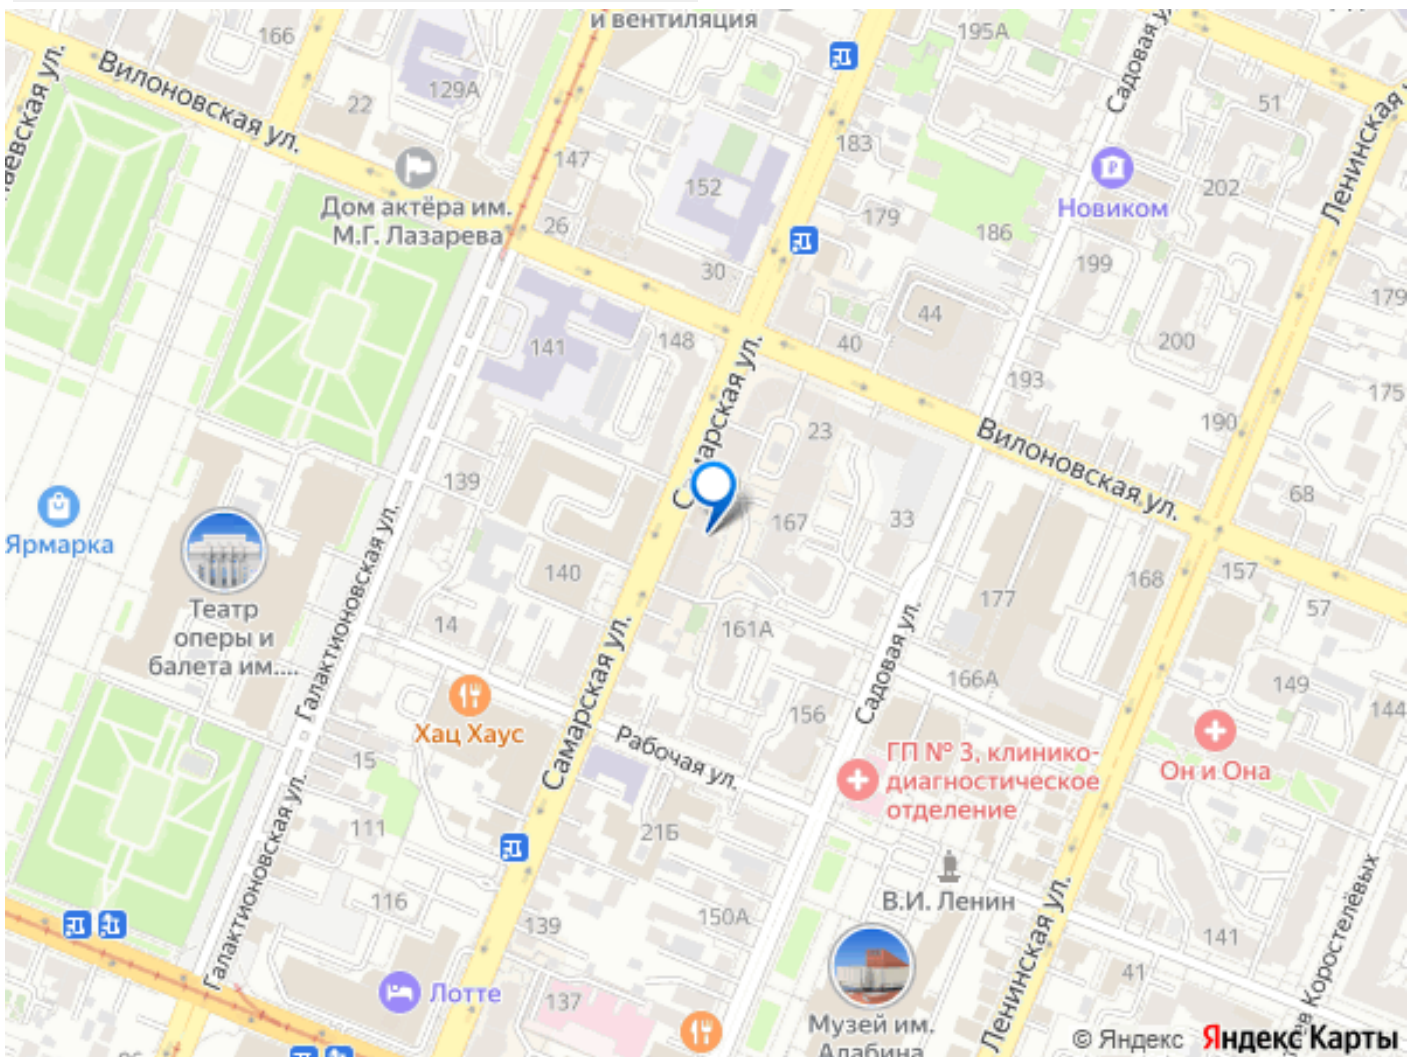 и вентиляция
166
195А
Садовая ул.
Вилоновская ул.
129А
22
51
Ленинская ул.
147
183
152
202
Новиком
Дом актёра им.
М.Г. Лазарева
179
26
186
199
30
179
44
141
148
40
200
Самарская ул.
193
175
190
23
Вилоновская ул.
139
68
Ярмарка
167
33
Галактионовская ул.
140
168
157
177
57
Театр
оперы и
балета им....
14
161А
Самарская ул.
Садовая ул.
166А
149
144
Хац Хаус
156
Рабочая ул.
15
ГП № 3, клинико-
диагностическое
отделение
Он и Она
Галактионовская ул.
111
21Б
116
В.И. Ленин
150А
139
141
Ленинская ул.
41
Лотте
137
Музей им.
Алабина
© Яндекс Яндекс Карты